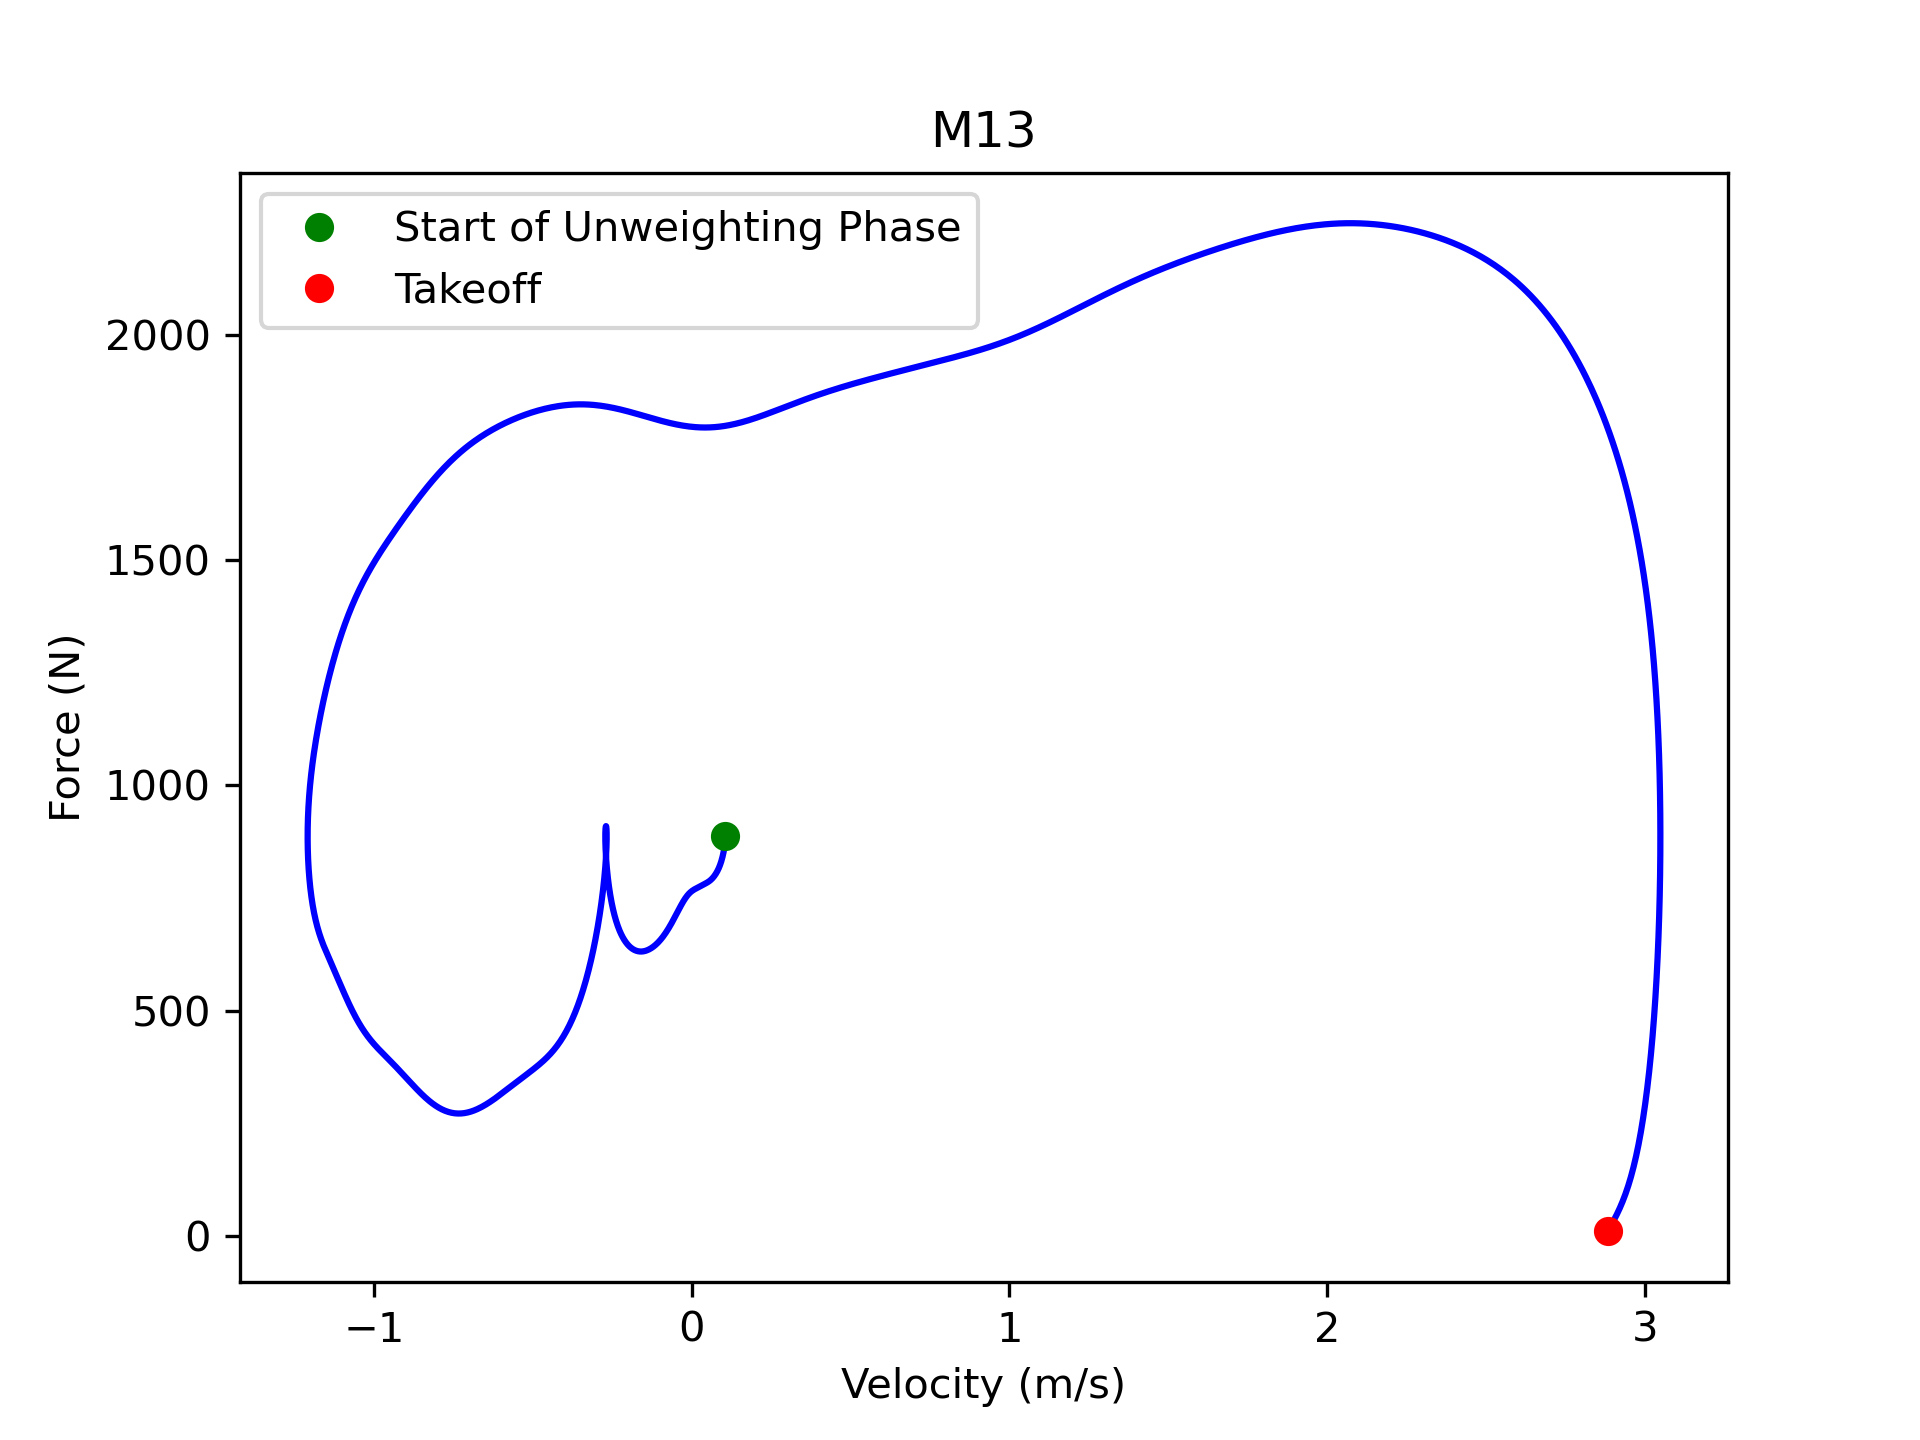 M13
Start of Unweighting Phase
Takeoff
Force (N)
2000
1500
1000
500
0
−1 0 1 2 3
Velocity (m/s)